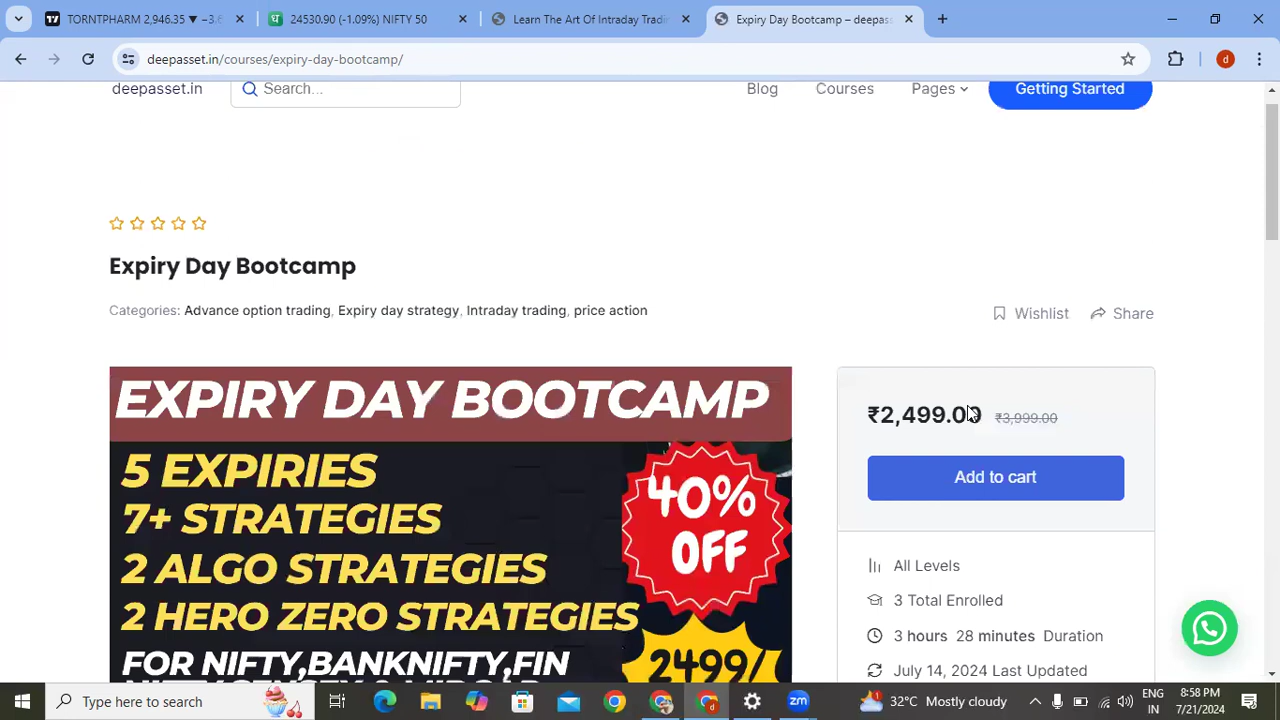 TORNTPHARM 2,946.35 ▼ −3.6
24530.90 (-1.09%) NIFTY 50
Learn The Art Of Intraday Tradin
Expiry Day Bootcamp – deepass
deepasset.in/courses/expiry-day-bootcamp/
d
deepasset.in
Search...
Blog
Courses
Pages
Getting Started
Expiry Day Bootcamp
Categories: Advance option trading, Expiry day strategy, Intraday trading, price action
Wishlist
Share
EXPIRY DAY BOOTCAMP
5 EXPIRIES
7+ STRATEGIES
2 ALGO STRATEGIES
2 HERO ZERO STRATEGIES
FOR NIFTY,BANKNIFTY,FIN
40%
OFF
2499/
₹2,499.00 ₹3,999.00
Add to cart
All Levels
3 Total Enrolled
3 hours 28 minutes Duration
July 14, 2024 Last Updated
Type here to search
d
zm
32°C Mostly cloudy
ENG
IN
8:58 PM
7/21/2024